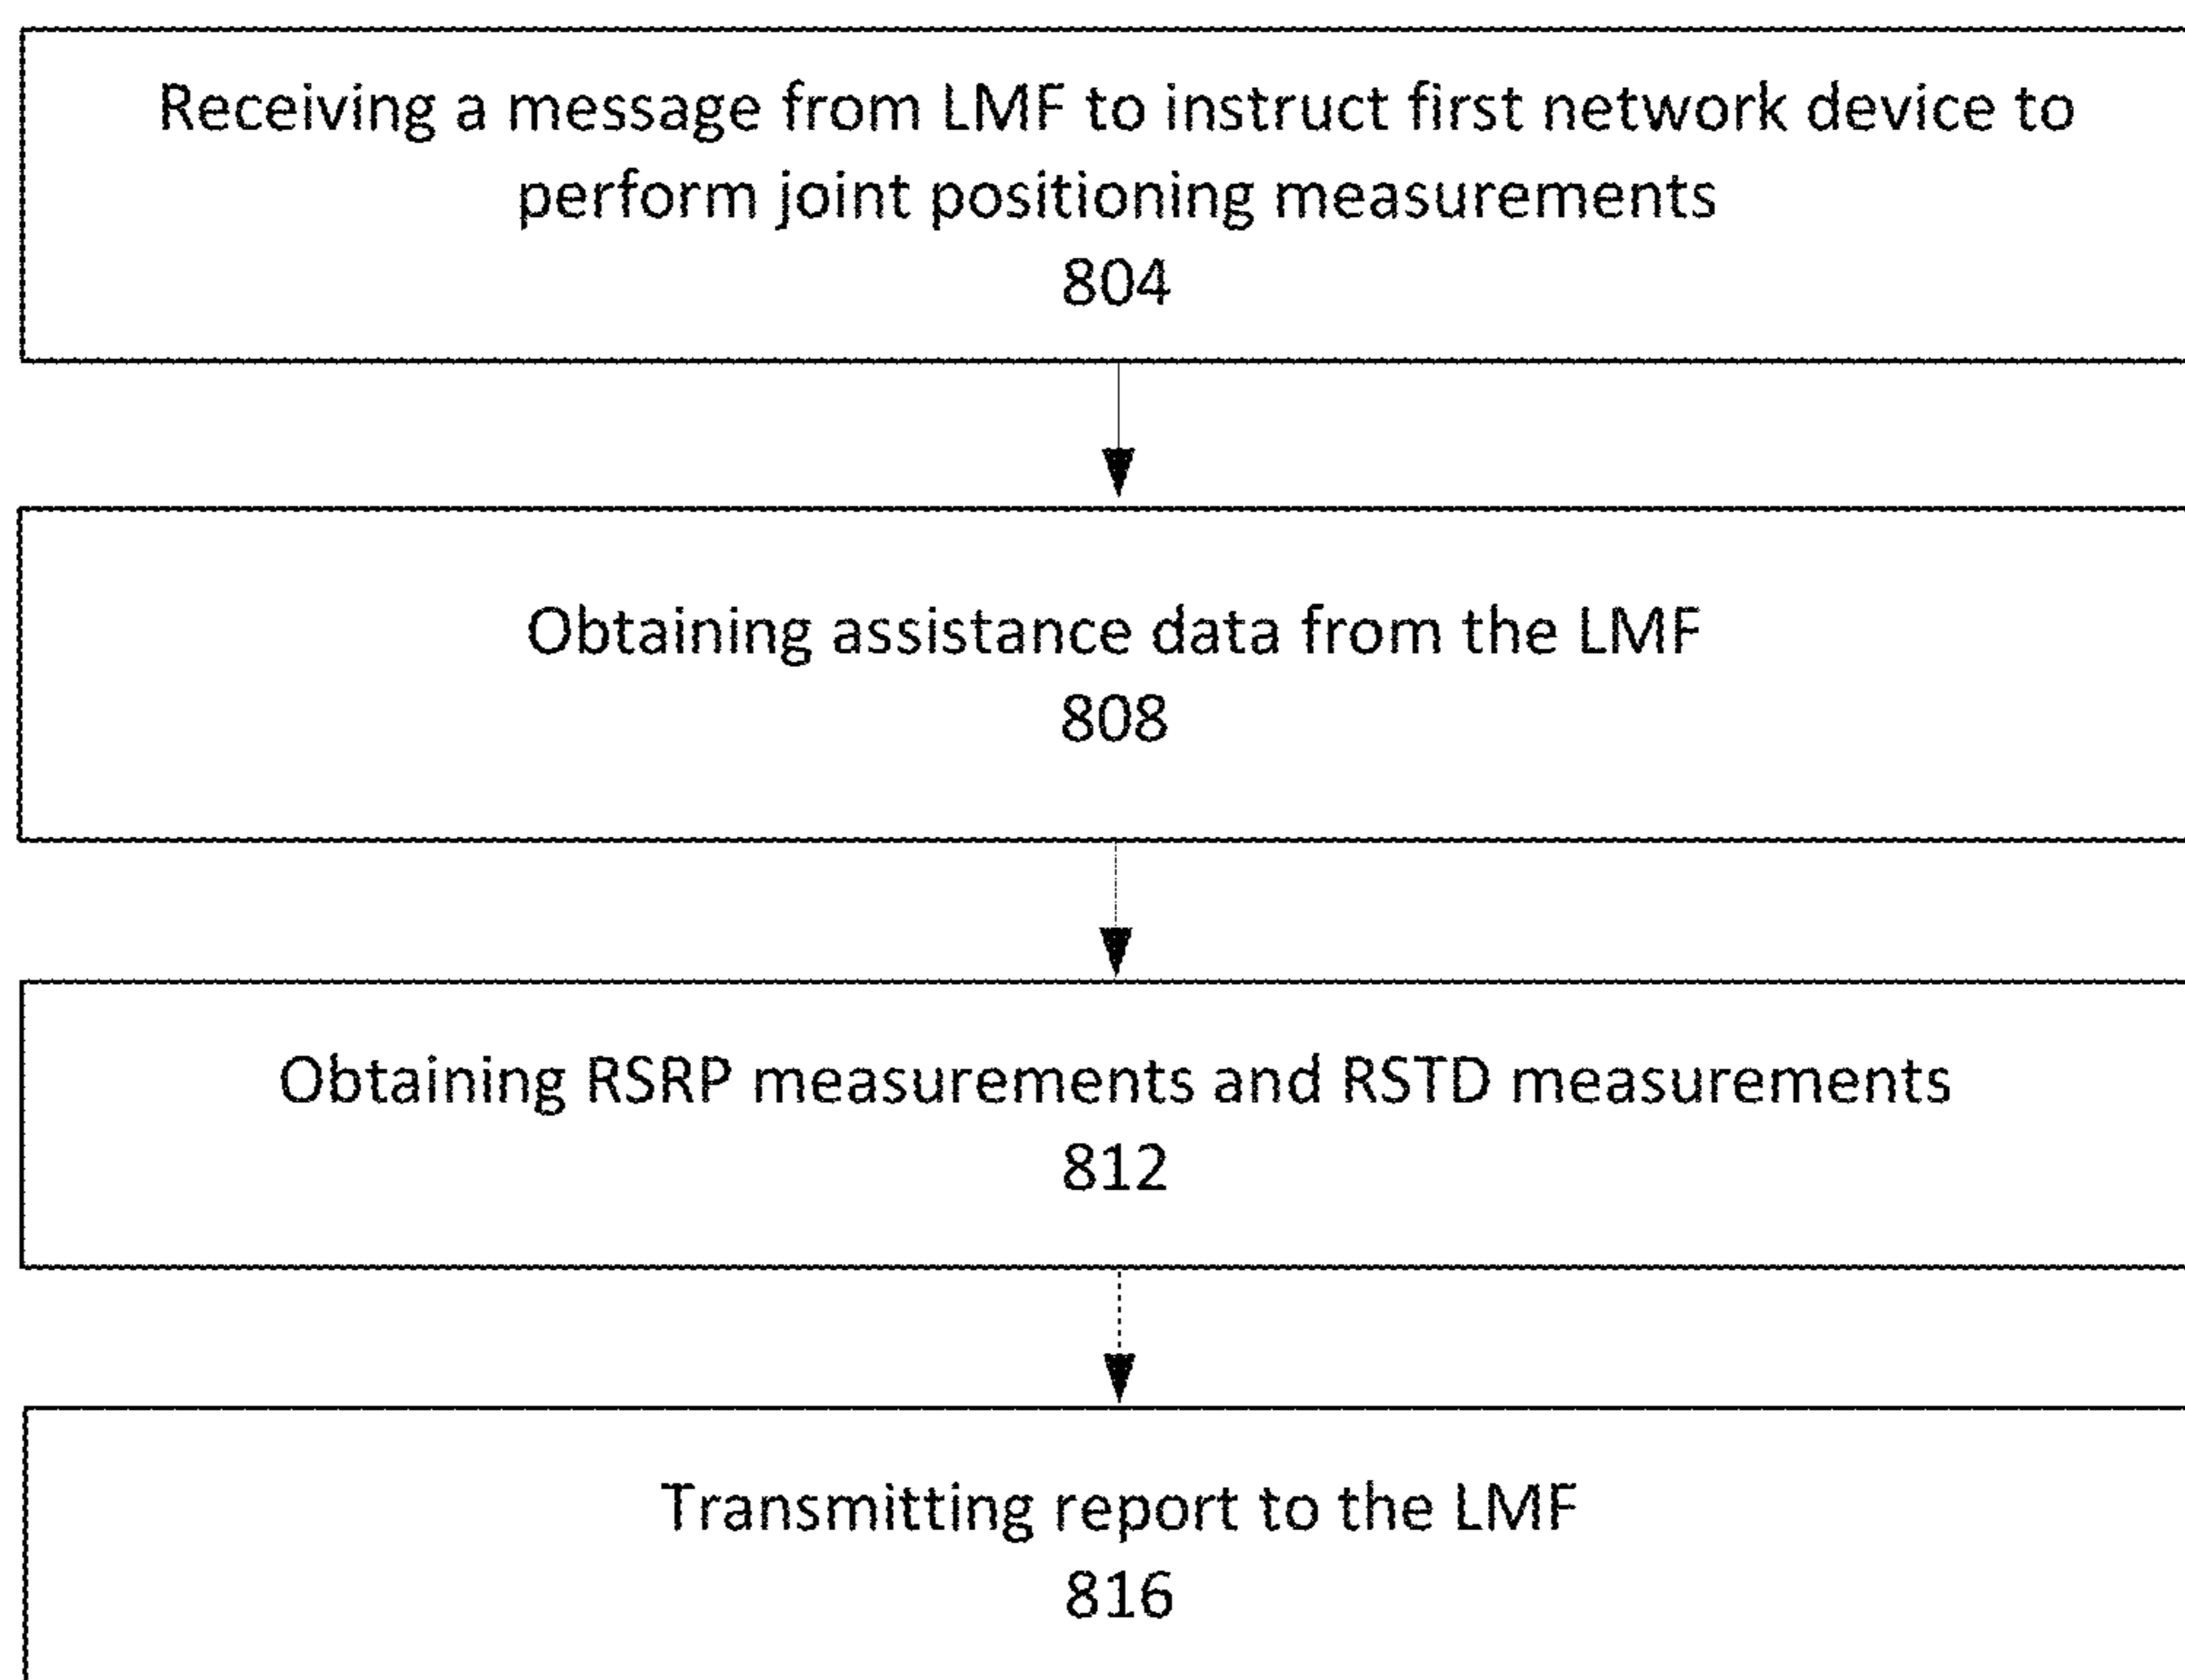 Receiving a message from LMF to instruct first network device to
perform joint positioning measurements
804
Obtaining assistance data from the LMF
808
Obtaining RSRP measurements and RSTD measurements
812
Transmitting report to the LMF
816